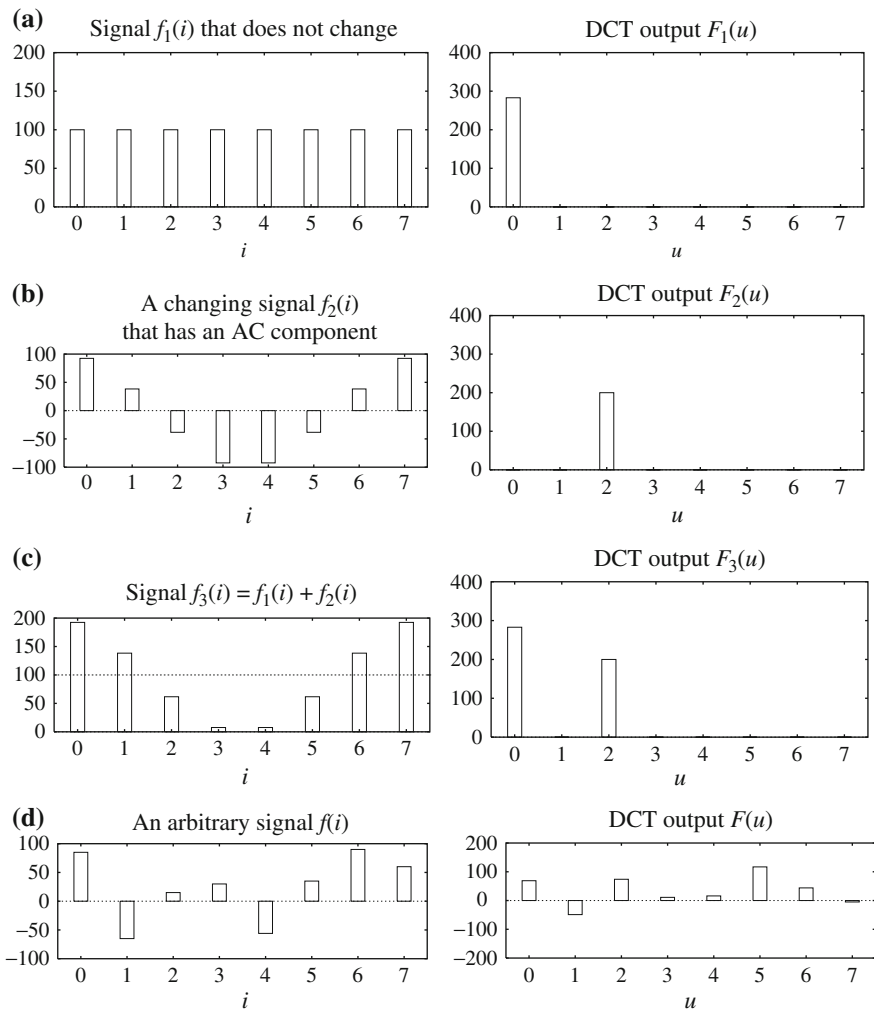 (a)
Signal f₁(i) that does not change
200
150
100
50
0
0 1 2 3 4 5 6 7
i
DCT output F₁(u)
400
300
200
100
0
0 1 2 3 4 5 6 7
u
(b)
A changing signal f₂(i)
that has an AC component
100
50
0
−50
−100
0 1 2 3 4 5 6 7
i
DCT output F₂(u)
400
300
200
100
0
0 1 2 3 4 5 6 7
u
(c)
Signal f₃(i) = f₁(i) + f₂(i)
200
150
100
50
0
0 1 2 3 4 5 6 7
i
DCT output F₃(u)
400
300
200
100
0
0 1 2 3 4 5 6 7
u
(d)
An arbitrary signal f(i)
100
50
0
−50
−100
0 1 2 3 4 5 6 7
i
DCT output F(u)
200
100
0
−100
−200
0 1 2 3 4 5 6 7
u